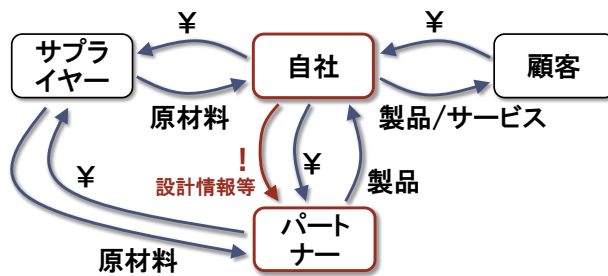 ¥
¥
サプラ
イヤー
自社
顧客
原材料
製品/サービス
!
設計情報等
¥
製品
¥
パート
ナー
原材料